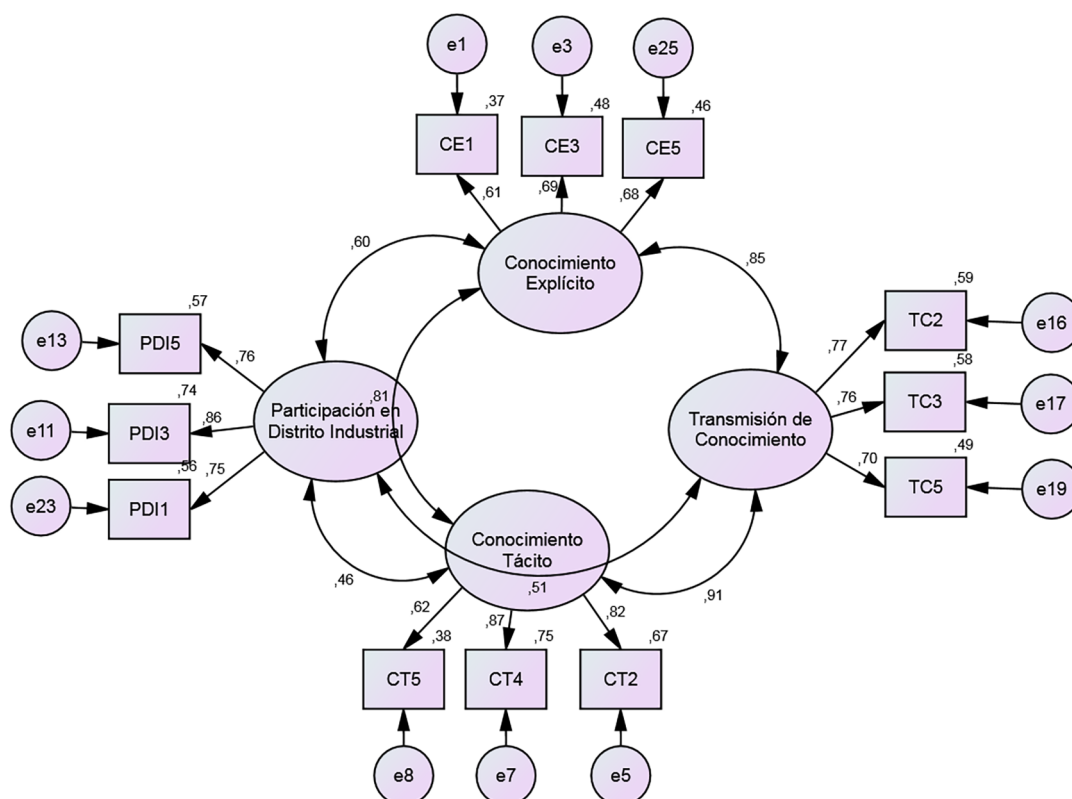 e1
e3
e25
,37
,48
,46
CE1
CE3
CE5
,61
,69
,68
Conocimiento
Explícito
,60
,85
,57
e13
PDI5
,76
,74
e11
PDI3
,86
,56
,75
e23
PDI1
Participación en
Distrito Industrial
,81
Transmisión de
Conocimiento
,59
TC2
e16
,77
,58
TC3
e17
,76
,49
TC5
e19
,70
Conocimiento
Tácito
,46
,51
,91
,62
,87
,82
,38
,75
,67
CT5
CT4
CT2
e8
e7
e5